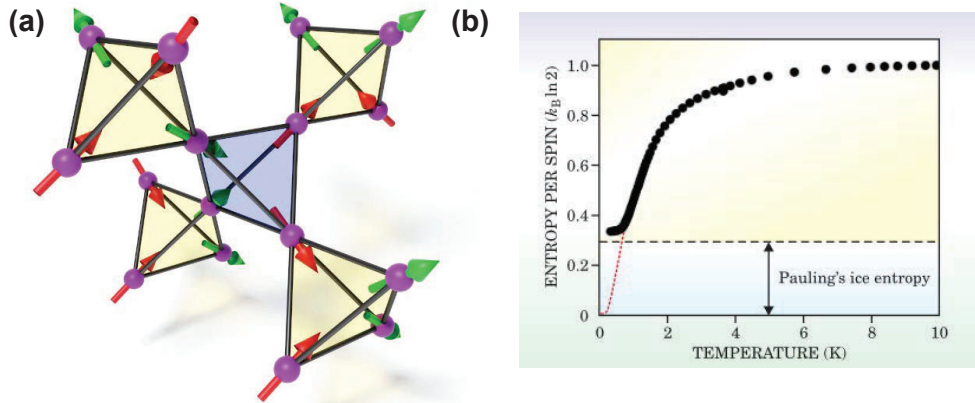 (a)
(b)
ENTROPY PER SPIN (k_B ln 2)
1.0
0.8
0.6
0.4
0.2
0
Pauling's ice entropy
0 2 4 6 8 10
TEMPERATURE (K)